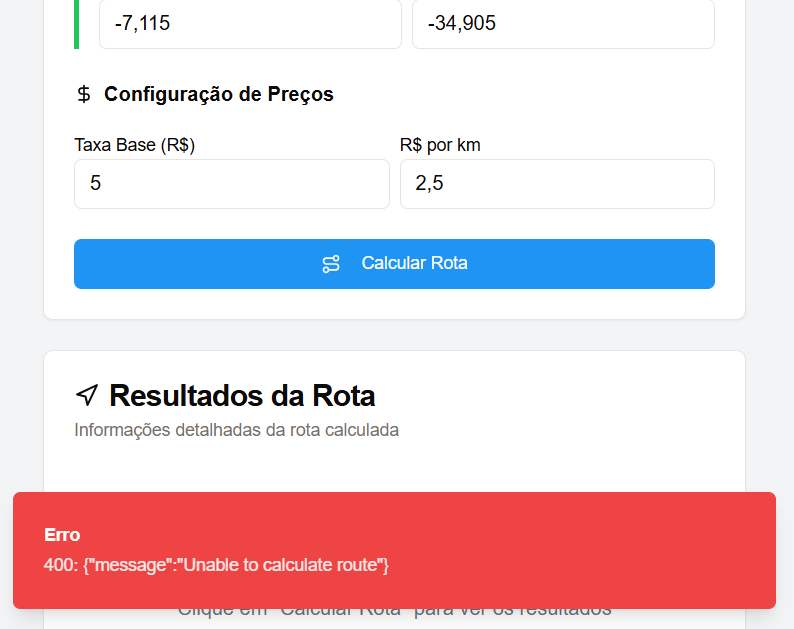 -7,115
-34,905
Configuração de Preços
Taxa Base (R$)
R$ por km
5
2,5
Calcular Rota
Resultados da Rota
Informações detalhadas da rota calculada
Erro
400: {"message":"Unable to calculate route"}
Clique em "Calcular Rota" para ver os resultados